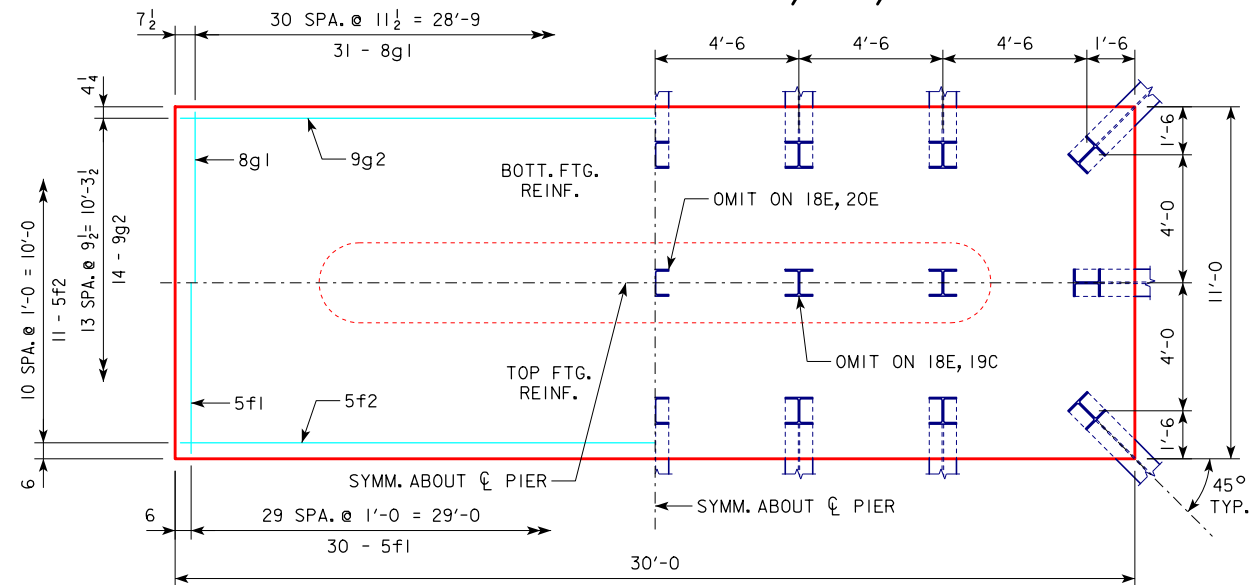 7½ 30 SPA. @ 11½ = 28'-9
31 - 8g1
4'-6 4'-6 4'-6 1'-6
4¼
8g1 9g2
BOTT. FTG.
REINF.
1'-6
OMIT ON 18E, 20E
4'-0
10 SPA. @ 1'-0 = 10'-0
11 - 5f2
13 SPA. @ 9½ = 10'-3½
14 - 9g2
11'-0
OMIT ON 18E, 19C
4'-0
TOP FTG.
REINF.
5f1 5f2
1'-6
6
SYMM. ABOUT ℄ PIER
SYMM. ABOUT ℄ PIER
45°
TYP.
6 29 SPA. @ 1'-0 = 29'-0
30 - 5f1
30'-0